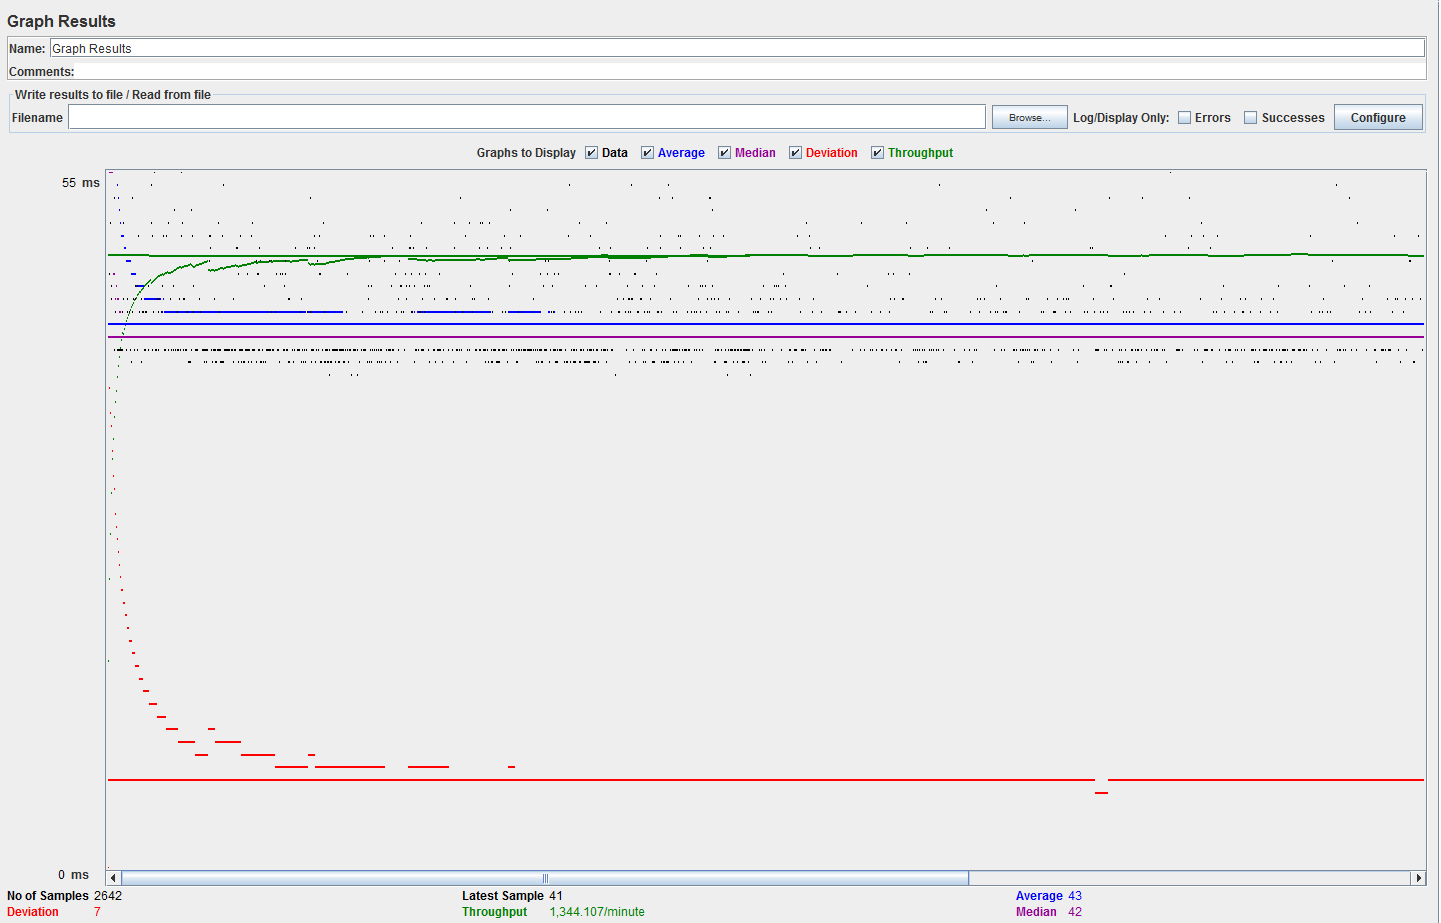 Graph Results
Name: Graph Results
Comments:
Write results to file / Read from file
Filename Browse... Log/Display Only: Errors Successes Configure
Graphs to Display Data Average Median Deviation Throughput
55 ms
0 ms
No of Samples 2642 Latest Sample 41 Average 43
Deviation 7 Throughput 1,344.107/minute Median 42